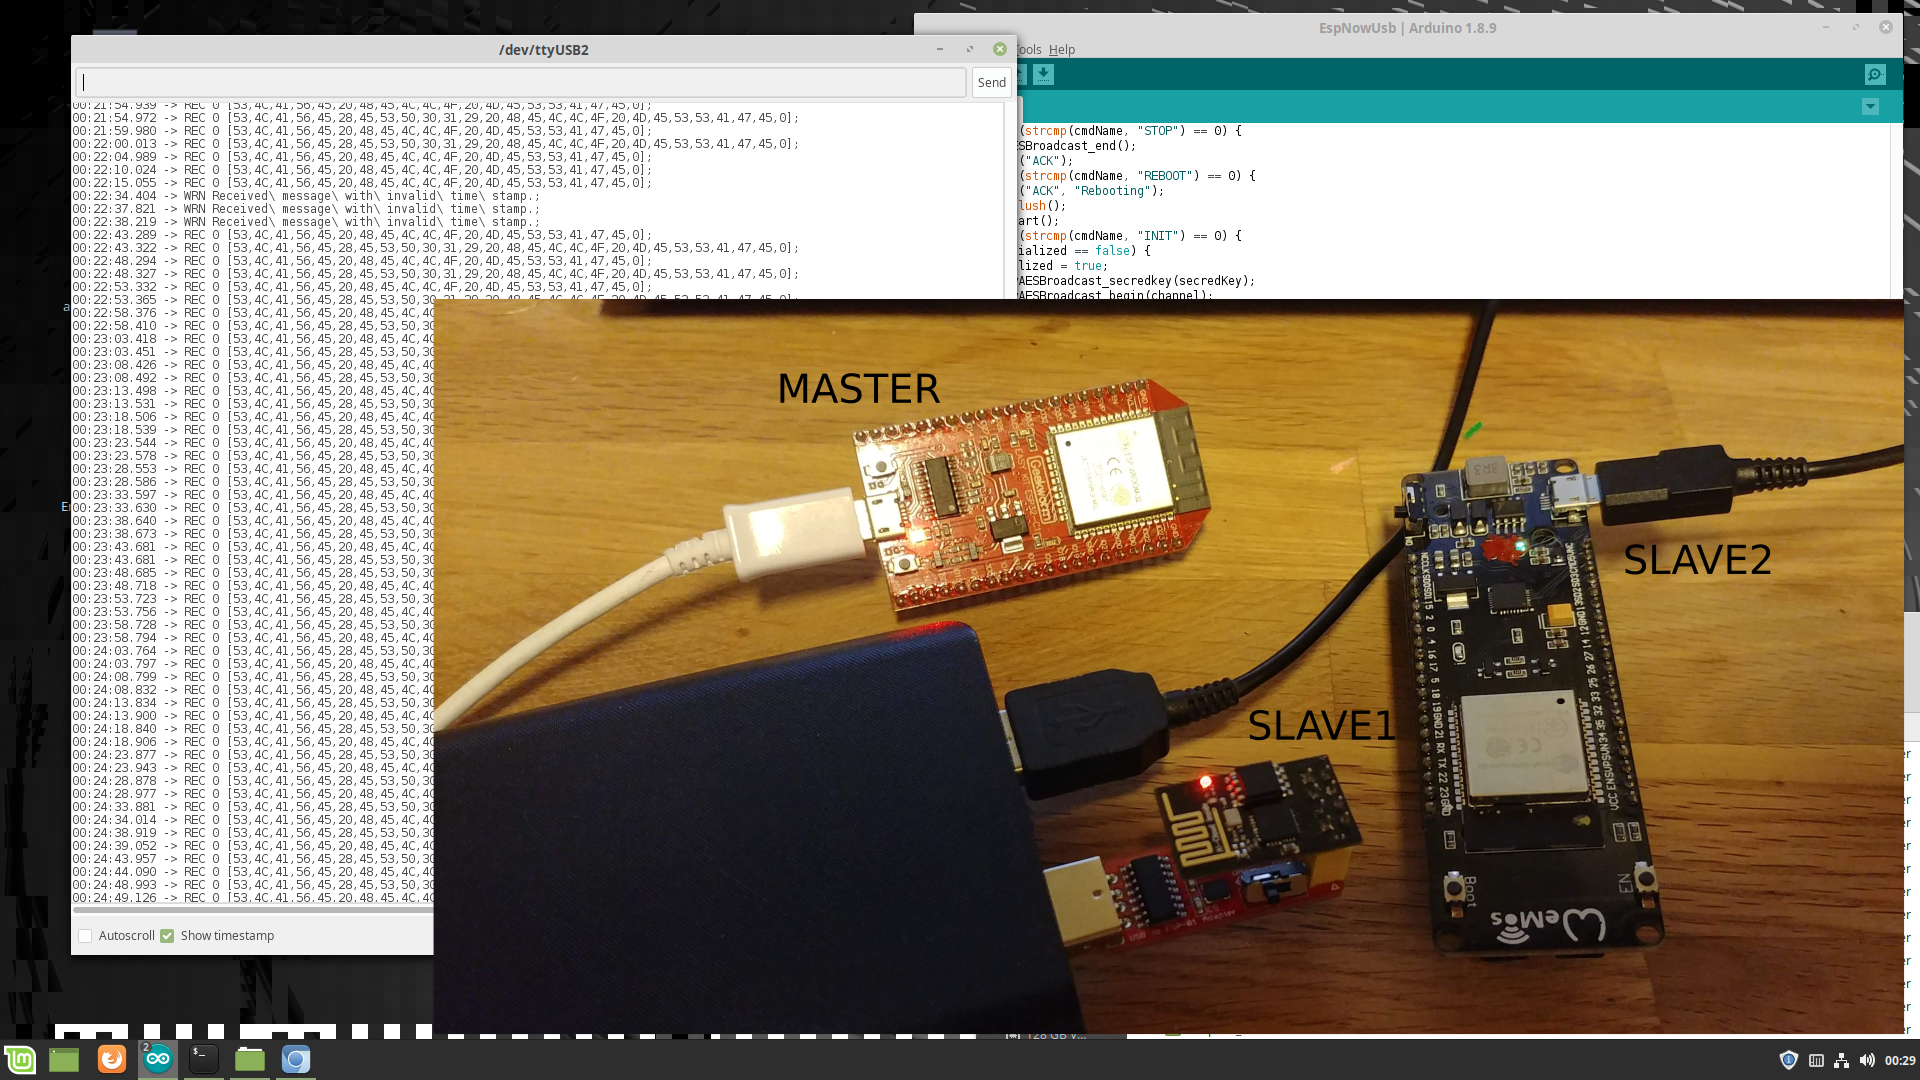 EspNowUsb | Arduino 1.8.9
/dev/ttyUSB2
ools Help
Send
00:21:54.939 -> REC 0 [53,4C,41,56,45,20,48,45,4C,4C,4F,20,4D,45,53,53,41,47,45,0];
00:21:54.972 -> REC 0 [53,4C,41,56,45,28,45,53,50,30,31,29,20,48,45,4C,4C,4F,20,4D,45,53,53,41,47,45,0];
00:21:59.980 -> REC 0 [53,4C,41,56,45,20,48,45,4C,4C,4F,20,4D,45,53,53,41,47,45,0];
00:22:00.013 -> REC 0 [53,4C,41,56,45,28,45,53,50,30,31,29,20,48,45,4C,4C,4F,20,4D,45,53,53,41,47,45,0];
00:22:04.989 -> REC 0 [53,4C,41,56,45,20,48,45,4C,4C,4F,20,4D,45,53,53,41,47,45,0];
00:22:10.024 -> REC 0 [53,4C,41,56,45,20,48,45,4C,4C,4F,20,4D,45,53,53,41,47,45,0];
00:22:15.055 -> REC 0 [53,4C,41,56,45,20,48,45,4C,4C,4F,20,4D,45,53,53,41,47,45,0];
00:22:34.404 -> WRN Received\ message\ with\ invalid\ time\ stamp.;
00:22:37.821 -> WRN Received\ message\ with\ invalid\ time\ stamp.;
00:22:38.219 -> WRN Received\ message\ with\ invalid\ time\ stamp.;
00:22:43.289 -> REC 0 [53,4C,41,56,45,20,48,45,4C,4C,4F,20,4D,45,53,53,41,47,45,0];
00:22:43.322 -> REC 0 [53,4C,41,56,45,28,45,53,50,30,31,29,20,48,45,4C,4C,4F,20,4D,45,53,53,41,47,45,0];
00:22:48.294 -> REC 0 [53,4C,41,56,45,20,48,45,4C,4C,4F,20,4D,45,53,53,41,47,45,0];
00:22:48.327 -> REC 0 [53,4C,41,56,45,28,45,53,50,30,31,29,20,48,45,4C,4C,4F,20,4D,45,53,53,41,47,45,0];
00:22:53.332 -> REC 0 [53,4C,41,56,45,20,48,45,4C,4C,4F,20,4D,45,53,53,41,47,45,0];
00:22:53.365 -> REC 0 [53,4C,41,56,45,28,45,53,50,30,31,29,20,48,45,4C,4C,4F,20,4D,45,53,53,41,47,45,0];
00:22:58.376 -> REC 0 [53,4C,41,56,45,20,48,45,4C,4C
00:22:58.410 -> REC 0 [53,4C,41,56,45,28,45,53,50,30
00:23:03.418 -> REC 0 [53,4C,41,56,45,20,48,45,4C,4C
00:23:03.451 -> REC 0 [53,4C,41,56,45,28,45,53,50,30
00:23:08.426 -> REC 0 [53,4C,41,56,45,20,48,45,4C,4C
00:23:08.492 -> REC 0 [53,4C,41,56,45,28,45,53,50,30
00:23:13.498 -> REC 0 [53,4C,41,56,45,20,48,45,4C,4C
00:23:13.531 -> REC 0 [53,4C,41,56,45,28,45,53,50,30
00:23:18.506 -> REC 0 [53,4C,41,56,45,20,48,45,4C,4C
00:23:18.539 -> REC 0 [53,4C,41,56,45,28,45,53,50,30
00:23:23.544 -> REC 0 [53,4C,41,56,45,20,48,45,4C,4C
00:23:23.578 -> REC 0 [53,4C,41,56,45,28,45,53,50,30
00:23:28.553 -> REC 0 [53,4C,41,56,45,20,48,45,4C,4C
00:23:28.586 -> REC 0 [53,4C,41,56,45,28,45,53,50,30
00:23:33.597 -> REC 0 [53,4C,41,56,45,20,48,45,4C,4C
00:23:33.630 -> REC 0 [53,4C,41,56,45,28,45,53,50,30
00:23:38.640 -> REC 0 [53,4C,41,56,45,20,48,45,4C,4C
00:23:38.673 -> REC 0 [53,4C,41,56,45,28,45,53,50,30
00:23:43.681 -> REC 0 [53,4C,41,56,45,20,48,45,4C,4C
00:23:43.681 -> REC 0 [53,4C,41,56,45,28,45,53,50,30
00:23:48.685 -> REC 0 [53,4C,41,56,45,28,45,53,50,30
00:23:48.718 -> REC 0 [53,4C,41,56,45,20,48,45,4C,4C
00:23:53.723 -> REC 0 [53,4C,41,56,45,28,45,53,50,30
00:23:53.756 -> REC 0 [53,4C,41,56,45,20,48,45,4C,4C
00:23:58.728 -> REC 0 [53,4C,41,56,45,28,45,53,50,30
00:23:58.794 -> REC 0 [53,4C,41,56,45,20,48,45,4C,4C
00:24:03.764 -> REC 0 [53,4C,41,56,45,28,45,53,50,30
00:24:03.797 -> REC 0 [53,4C,41,56,45,20,48,45,4C,4C
00:24:08.799 -> REC 0 [53,4C,41,56,45,28,45,53,50,30
00:24:08.832 -> REC 0 [53,4C,41,56,45,20,48,45,4C,4C
00:24:13.834 -> REC 0 [53,4C,41,56,45,28,45,53,50,30
00:24:13.900 -> REC 0 [53,4C,41,56,45,20,48,45,4C,4C
00:24:18.840 -> REC 0 [53,4C,41,56,45,28,45,53,50,30
00:24:18.906 -> REC 0 [53,4C,41,56,45,20,48,45,4C,4C
00:24:23.877 -> REC 0 [53,4C,41,56,45,28,45,53,50,30
00:24:23.943 -> REC 0 [53,4C,41,56,45,20,48,45,4C,4C
00:24:28.878 -> REC 0 [53,4C,41,56,45,28,45,53,50,30
00:24:28.977 -> REC 0 [53,4C,41,56,45,20,48,45,4C,4C
00:24:33.881 -> REC 0 [53,4C,41,56,45,28,45,53,50,30
00:24:34.014 -> REC 0 [53,4C,41,56,45,20,48,45,4C,4C
00:24:38.919 -> REC 0 [53,4C,41,56,45,28,45,53,50,30
00:24:39.052 -> REC 0 [53,4C,41,56,45,20,48,45,4C,4C
00:24:43.957 -> REC 0 [53,4C,41,56,45,28,45,53,50,30
00:24:44.090 -> REC 0 [53,4C,41,56,45,20,48,45,4C,4C
00:24:48.993 -> REC 0 [53,4C,41,56,45,28,45,53,50,30
00:24:49.126 -> REC 0 [53,4C,41,56,45,20,48,45,4C,4C
Autoscroll Show timestamp
(strcmp(cmdName, "STOP") == 0) {
SBroadcast_end();
("ACK");
(strcmp(cmdName, "REBOOT") == 0) {
("ACK", "Rebooting");
lush();
art();
(strcmp(cmdName, "INIT") == 0) {
ialized == false) {
lized = true;
AESBroadcast_secredkey(secredKey);
AESBroadcast_begin(channel);
MASTER
SLAVE2
SLAVE1
3R3
Boot
EN
WeMos
2
128 GB V...
00:29